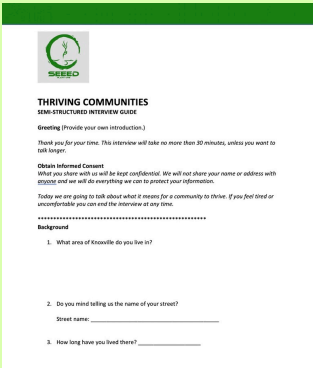 SEEED
THRIVING COMMUNITIES
SEMI-STRUCTURED INTERVIEW GUIDE
Greeting (Provide your own introduction.)
Thank you for your time. This interview will take no more than 30 minutes, unless you want to
talk longer.
Obtain Informed Consent
What you share with us will be kept confidential. We will not share your name or address with
anyone and we will do everything we can to protect your information.
Today we are going to talk about what it means for a community to thrive. If you feel tired or
uncomfortable you can end the interview at any time.
******************************************************
Background
1. What area of Knoxville do you live in?
2. Do you mind telling us the name of your street?
Street name: ________________________________________
3. How long have you lived there? ____________________